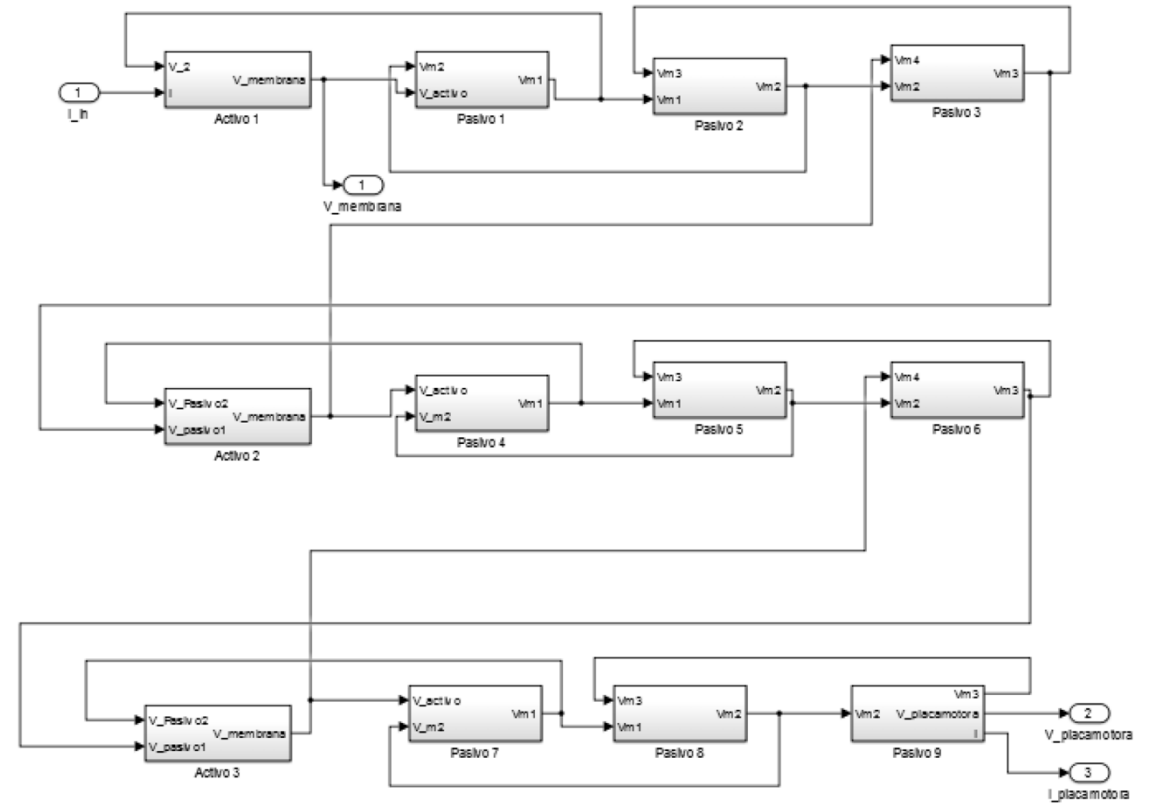 V_2
V_membrana
I
Activo 1
1
I_ih
Vm2
Vm1
V_activo
Pasivo 1
Vm3
Vm2
Vm1
Pasivo 2
Vm4
Vm3
Vm2
Pasivo 3
1
V_membrana
V_Pasivo2
V_membrana
V_pasivo1
Activo 2
V_activo
Vm1
V_m2
Pasivo 4
Vm3
Vm2
Vm1
Pasivo 5
Vm4
Vm3
Vm2
Pasivo 6
V_Pasivo2
V_membrana
V_pasivo1
Activo 3
V_activo
Vm1
V_m2
Pasivo 7
Vm3
Vm2
Vm1
Pasivo 8
Vm3
Vm2
V_placamotora
I
Pasivo 9
2
V_placamotora
3
I_placamotora